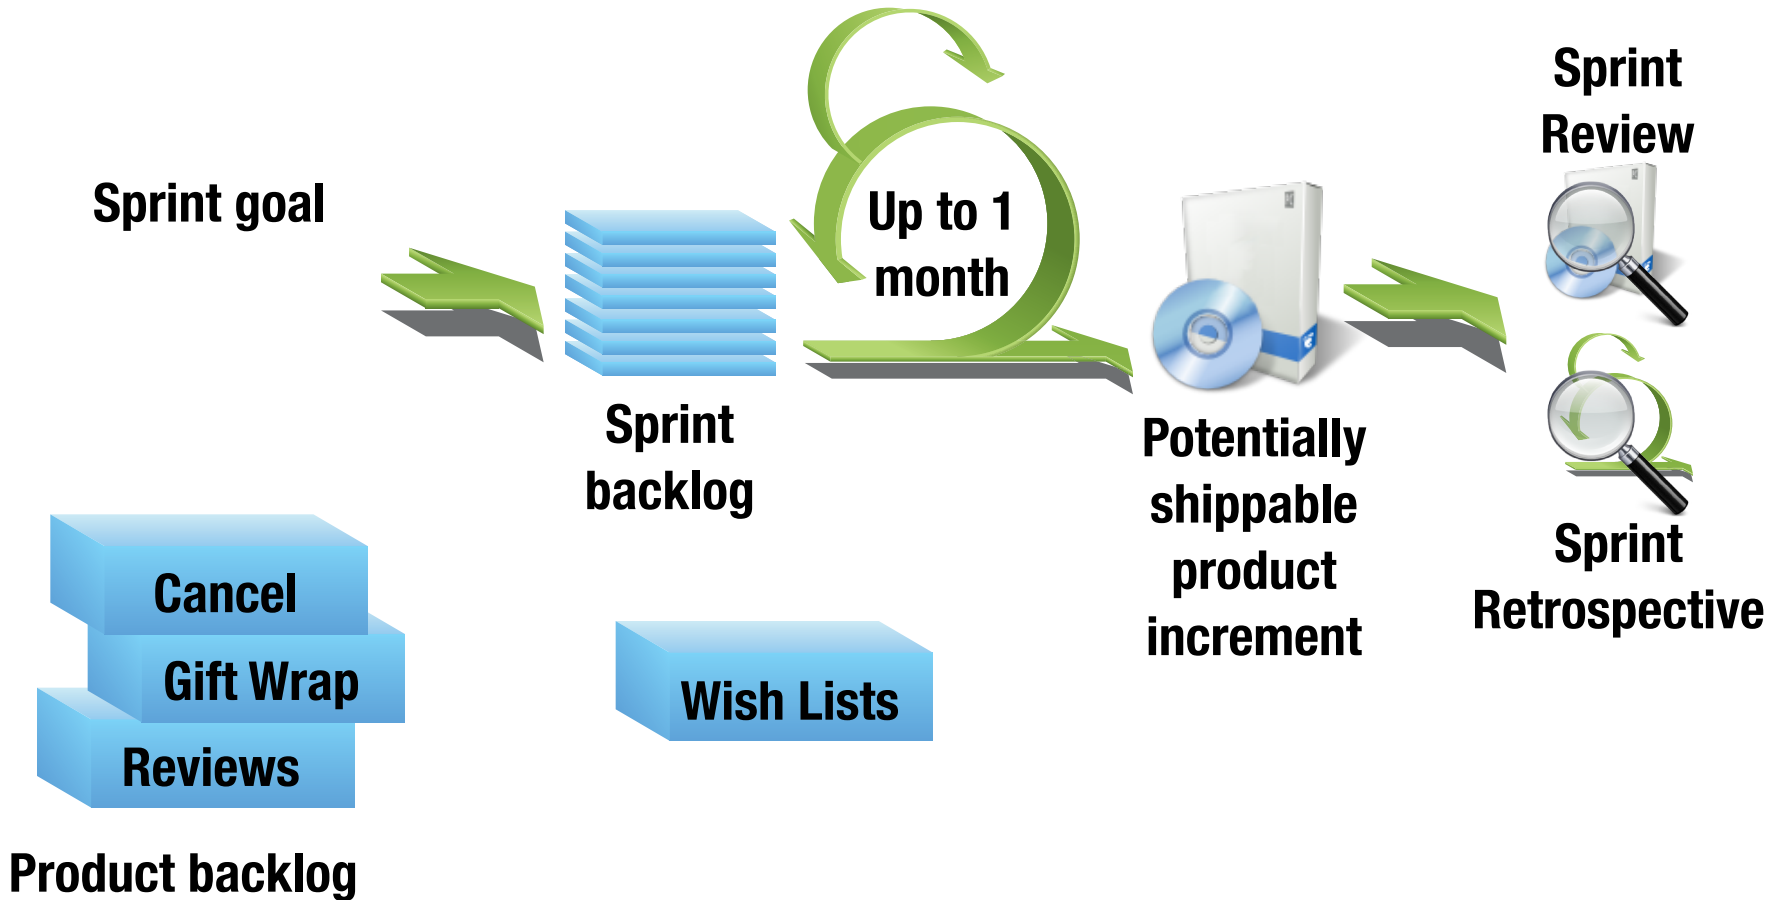 Sprint goal
Sprint
backlog
Up to 1
month
Potentially
shippable
product
increment
Sprint
Review
Sprint
Retrospective
Cancel
Gift Wrap
Reviews
Product backlog
Wish Lists